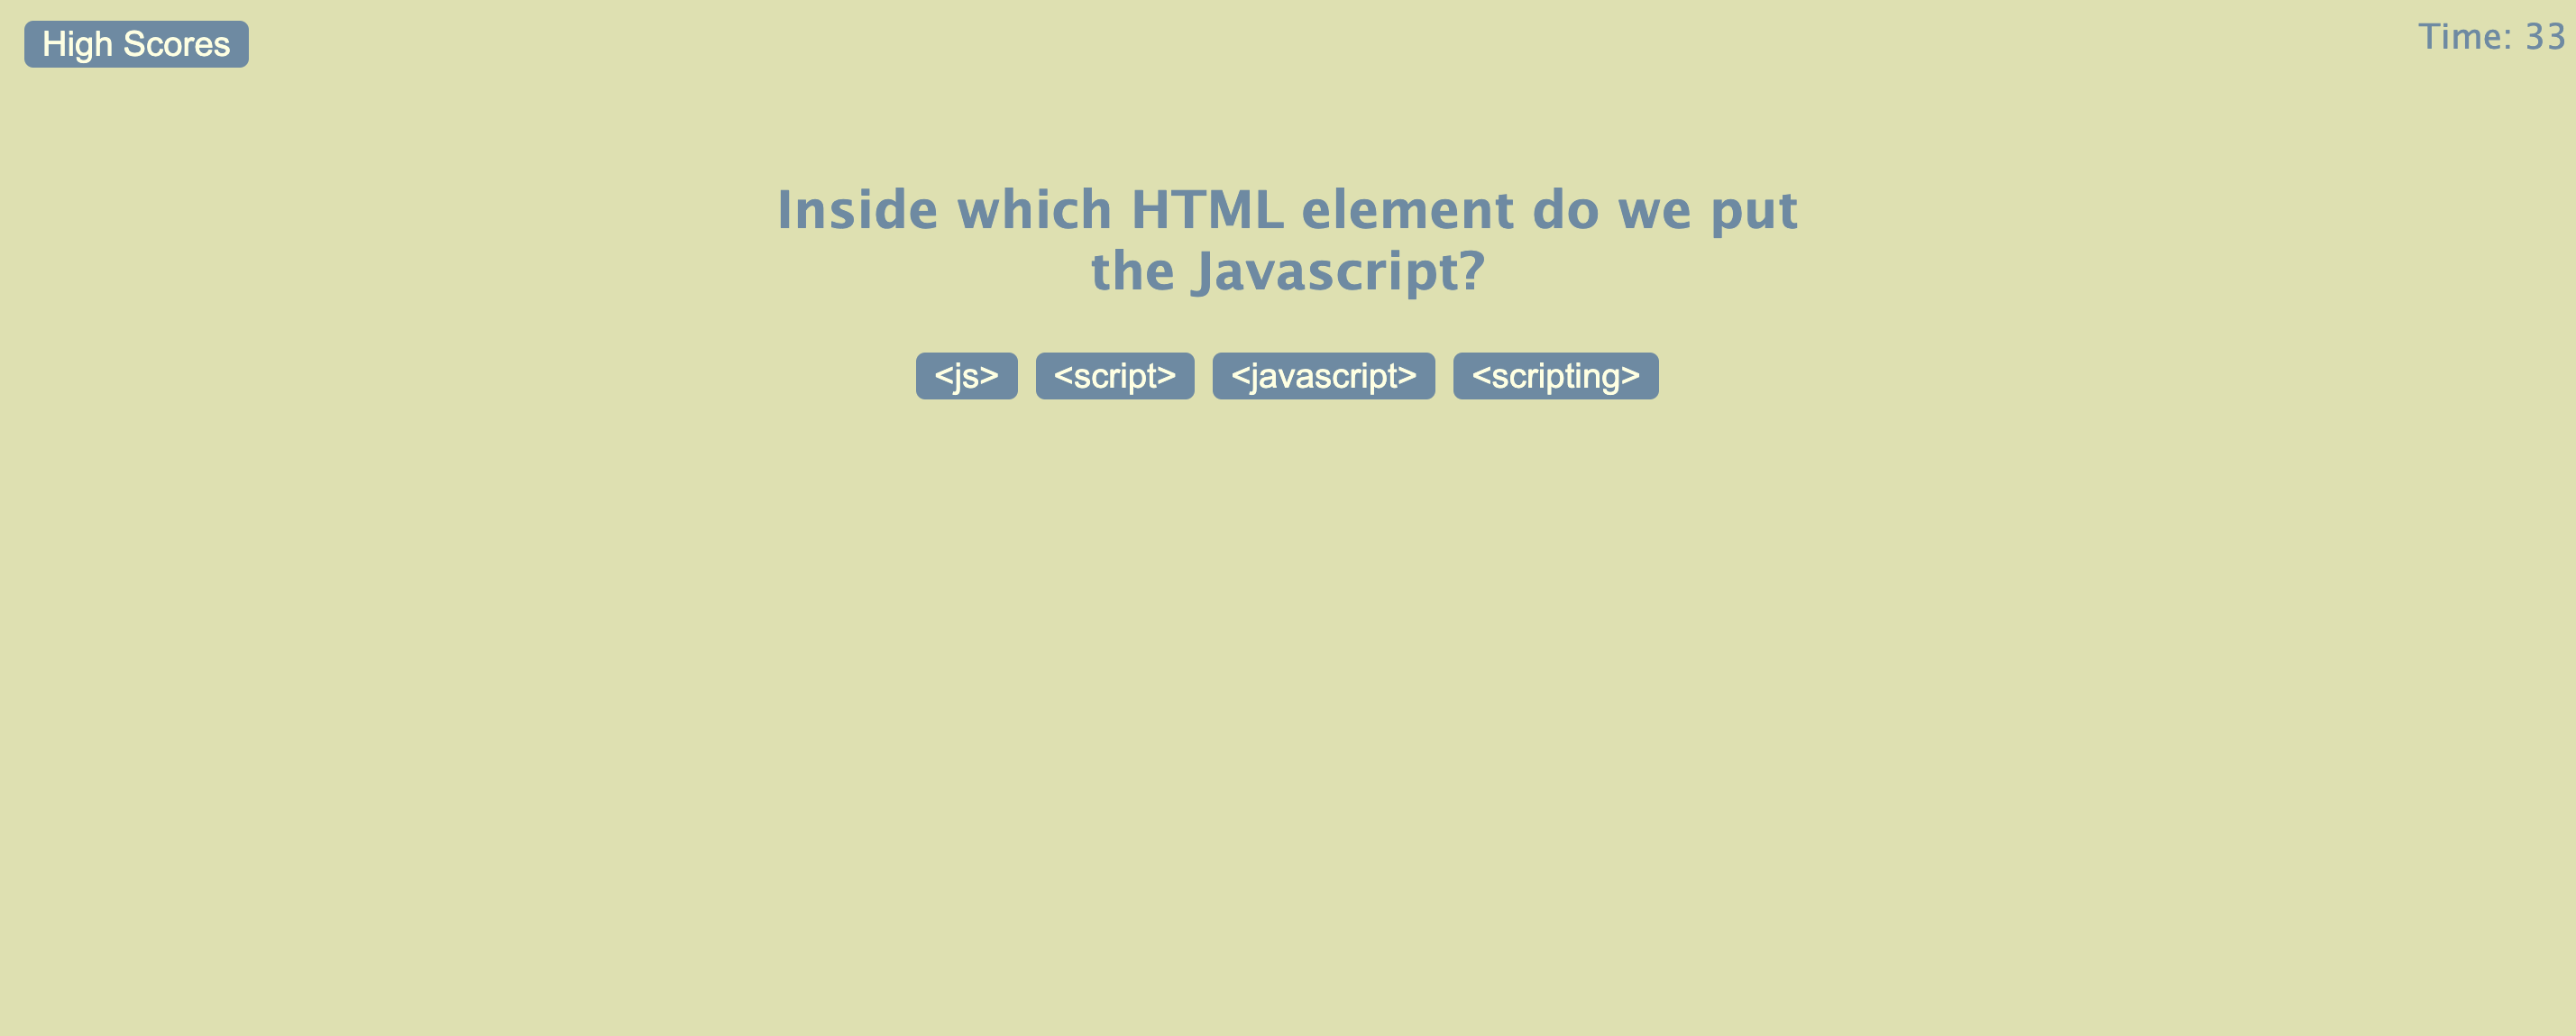 High Scores
Time: 33
Inside which HTML element do we put
the Javascript?
<js> <script> <javascript> <scripting>